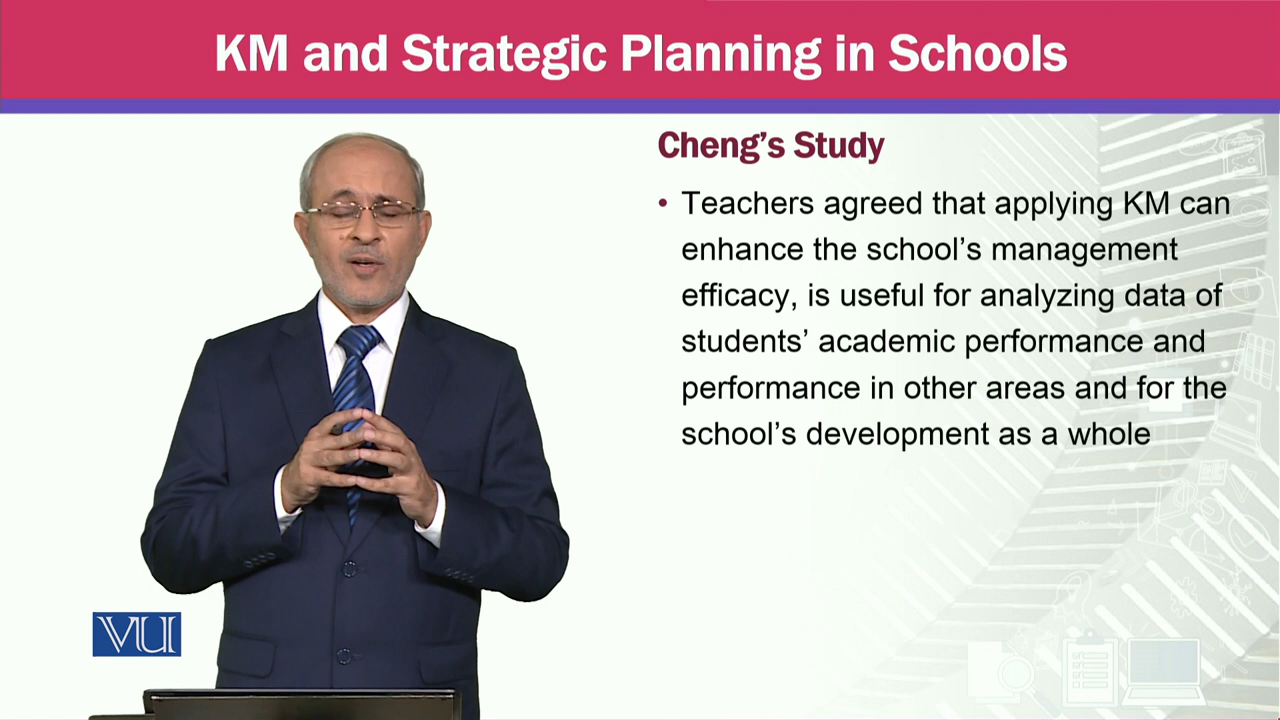 KM and Strategic Planning in Schools
Cheng's Study
• Teachers agreed that applying KM can
enhance the school's management
efficacy, is useful for analyzing data of
students' academic performance and
performance in other areas and for the
school's development as a whole
VU